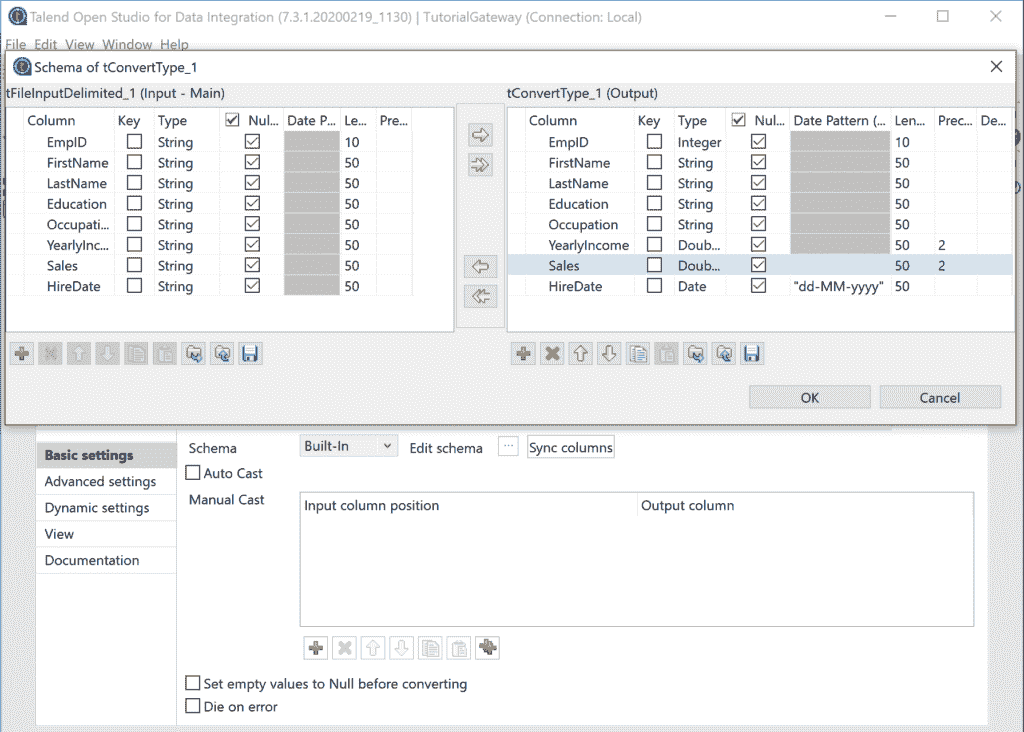 Talend Open Studio for Data Integration (7.3.1.20200219_1130) | TutorialGateway (Connection: Local)
File Edit View Window Help
Schema of tConvertType_1
tFileInputDelimited_1 (Input - Main)
Column Key Type Nul... Date P... Le... Pre...
EmpID String 10
FirstName String 50
LastName String 50
Education String 50
Occupati... String 50
YearlyInc... String 50
Sales String 50
HireDate String 50
tConvertType_1 (Output)
Column Key Type Nul... Date Pattern (... Len... Prec... De...
EmpID Integer 10
FirstName String 50
LastName String 50
Education String 50
Occupation String 50
YearlyIncome Doub... 50 2
Sales Doub... 50 2
HireDate Date "dd-MM-yyyy" 50
OK Cancel
Basic settings
Advanced settings
Dynamic settings
View
Documentation
Schema Built-In Edit schema ... Sync columns
Auto Cast
Manual Cast
Input column position Output column
Set empty values to Null before converting
Die on error